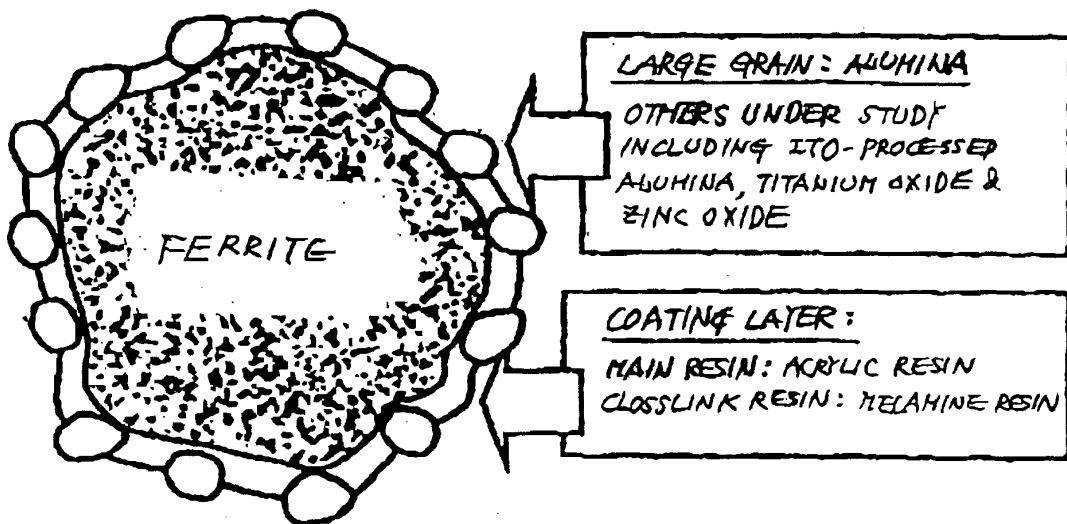 FERRITE
LARGE GRAIN: ALUMINA
OTHERS UNDER STUDY
INCLUDING ITO-PROCESSED
ALUMINA, TITANIUM OXIDE &
ZINC OXIDE
COATING LAYER:
MAIN RESIN: ACRYLIC RESIN
CLOSSLINK RESIN: MELAMINE RESIN